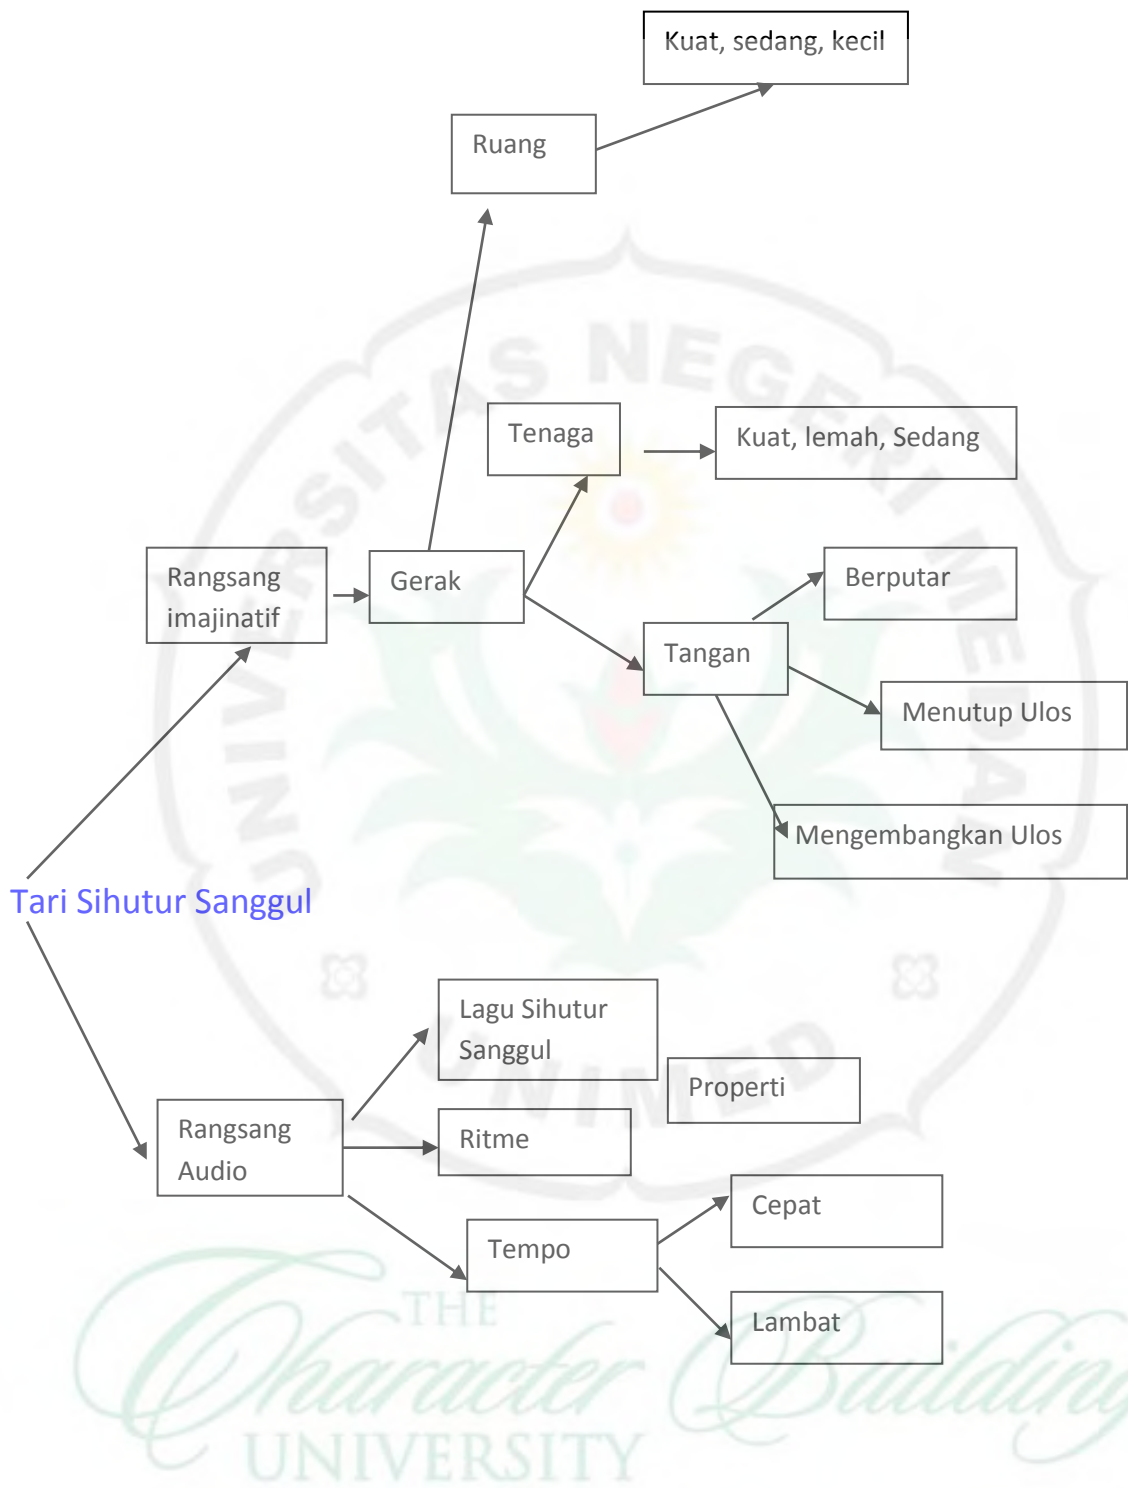 Kuat, sedang, kecil
Ruang
Tenaga
Kuat, lemah, Sedang
Rangsang
imajinatif
Gerak
Berputar
Tangan
Menutup Ulos
Mengembangkan Ulos
Tari Sihutur Sanggul
Lagu Sihutur
Sanggul
Properti
Rangsang
Audio
Ritme
Cepat
Tempo
Lambat
UNIVERSITAS NEGERI MEDAN
UNIMED
THE
Character Building
UNIVERSITY